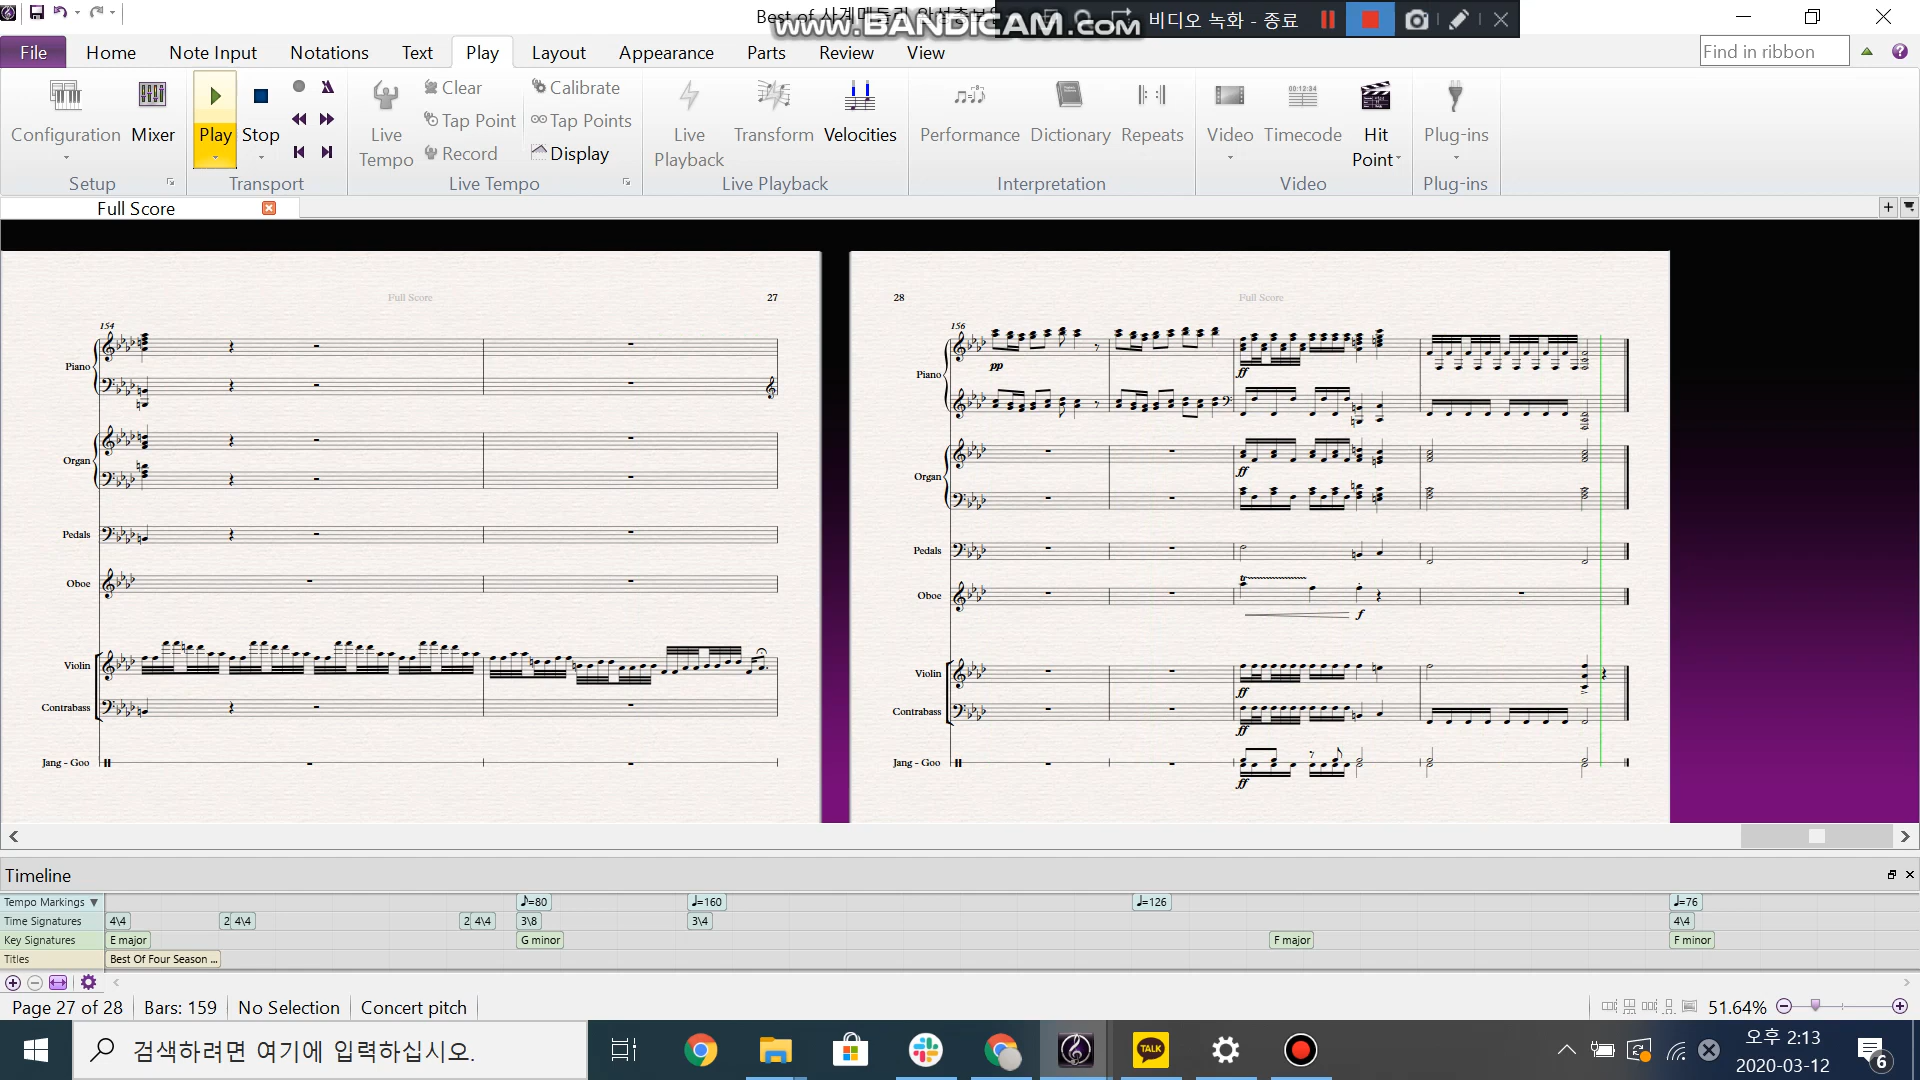 Best of 사계메들리
www.BANDICAM.com
비디오 녹화 - 종료
File Home Note Input Notations Text Play Layout Appearance Parts Review View
Find in ribbon
Configuration Mixer
Play Stop
Live Tempo
Clear
Tap Point
Record
Calibrate
Tap Points
Display
Live Playback
Transform Velocities
Performance Dictionary Repeats
Video Timecode
Hit Point
Plug-ins
Setup Transport Live Tempo Live Playback Interpretation Video Plug-ins
Full Score
Full Score 27
154
Piano
Organ
Pedals
Oboe
Violin
Contrabass
Jang - Goo
28 Full Score
156
Piano
pp
ff
Organ
ff
Pedals
Oboe
tr
f
Violin
ff
Contrabass
ff
Jang - Goo
ff
Timeline
Tempo Markings ♪=80 ♩=160 ♩=126 ♩=76
Time Signatures 4\4 2 4\4 2 4\4 3\8 3\4 4\4
Key Signatures E major G minor F major F minor
Titles Best Of Four Season ...
Page 27 of 28 Bars: 159 No Selection Concert pitch 51.64%
검색하려면 여기에 입력하십시오.
TALK
오후 2:13
2020-03-12
6